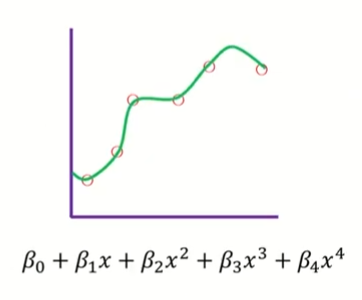 β₀ + β₁x + β₂x² + β₃x³ + β₄x⁴